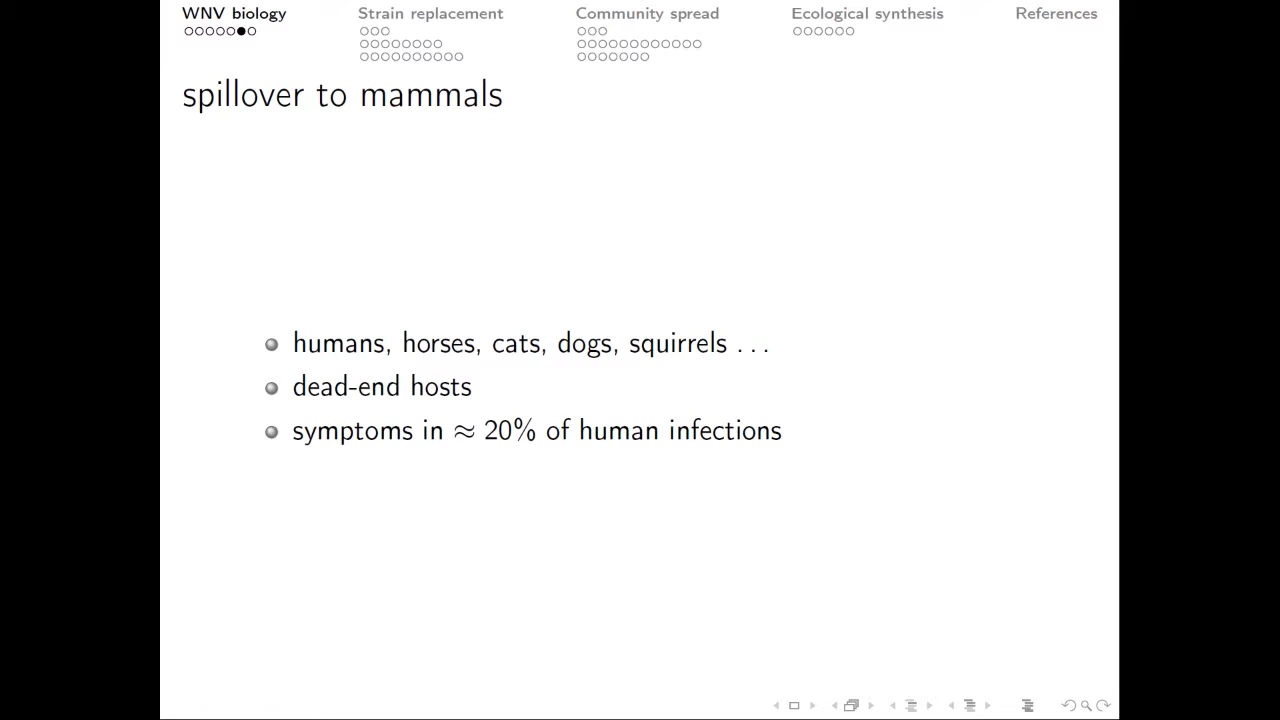 WNV biology Strain replacement Community spread Ecological synthesis References
spillover to mammals
humans, horses, cats, dogs, squirrels . . .
dead-end hosts
symptoms in ≈ 20% of human infections